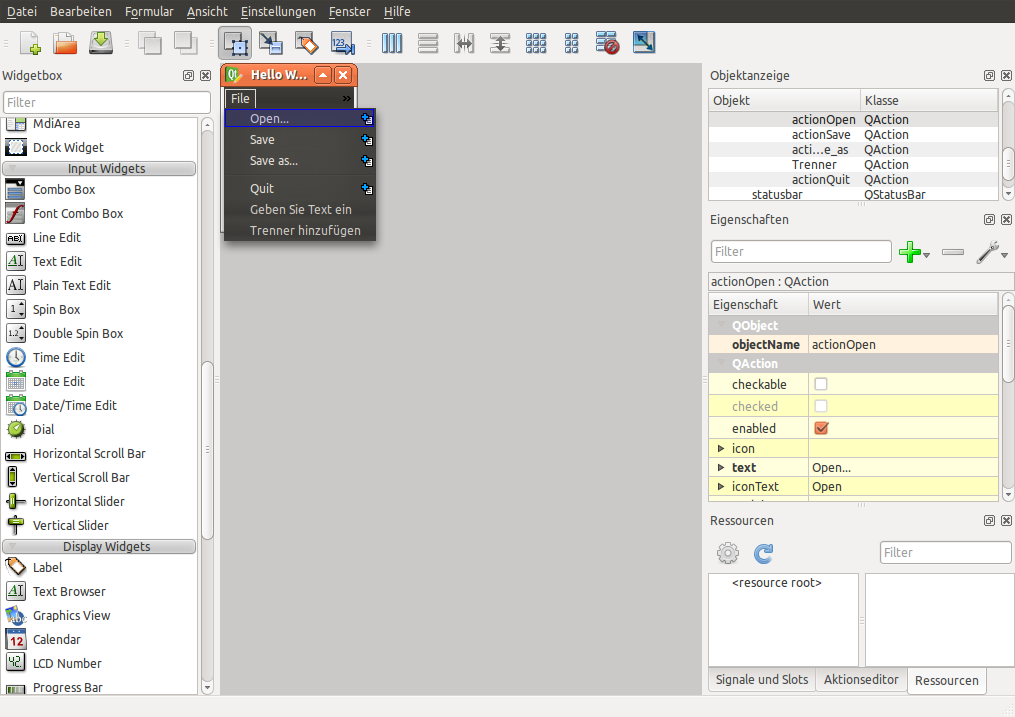 Datei Bearbeiten Formular Ansicht Einstellungen Fenster Hilfe
Widgetbox
Filter
MdiArea
Dock Widget
Input Widgets
Combo Box
Font Combo Box
Line Edit
Text Edit
Plain Text Edit
Spin Box
Double Spin Box
Time Edit
Date Edit
Date/Time Edit
Dial
Horizontal Scroll Bar
Vertical Scroll Bar
Horizontal Slider
Vertical Slider
Display Widgets
Label
Text Browser
Graphics View
Calendar
LCD Number
Progress Bar
Hello W...
File »
Open...
Save
Save as...
Quit
Geben Sie Text ein
Trenner hinzufügen
Objektanzeige
Objekt Klasse
actionOpen QAction
actionSave QAction
acti...e_as QAction
Trenner QAction
actionQuit QAction
statusbar QStatusBar
Eigenschaften
Filter
actionOpen : QAction
Eigenschaft Wert
QObject
objectName actionOpen
QAction
checkable
checked
enabled
icon
text Open...
iconText Open
Ressourcen
Filter
<resource root>
Signale und Slots Aktionseditor Ressourcen